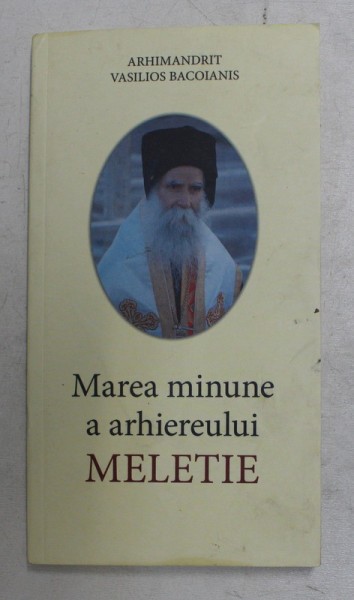 ARHIMANDRIT
VASILIOS BACOIANIS
Marea minune
a arhiereului
MELETIE